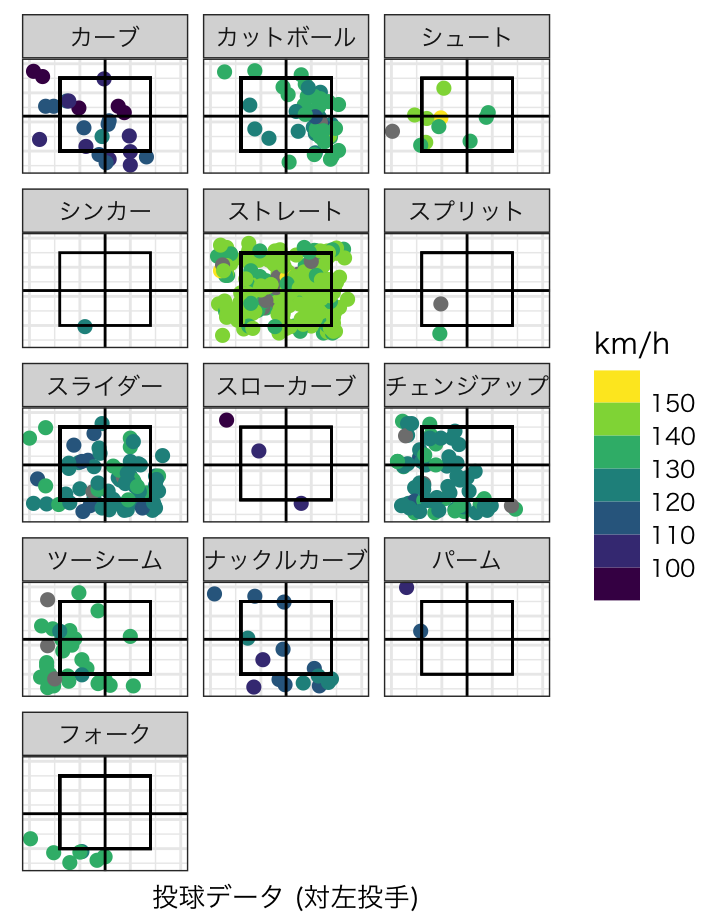 カーブ
カットボール
シュート
シンカー
ストレート
スプリット
スライダー
スローカーブ
チェンジアップ
ツーシーム
ナックルカーブ
パーム
フォーク
km/h
150
140
130
120
110
100
投球データ (対左投手)